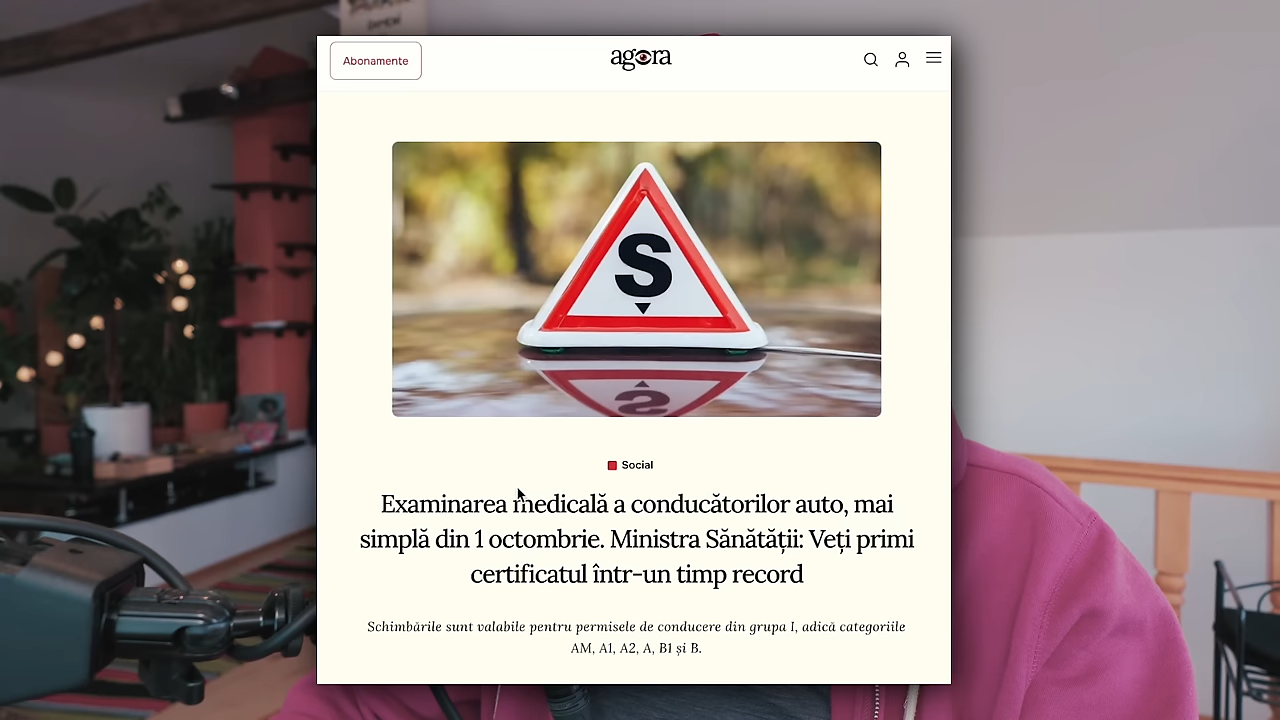 Abonamente
agora
S
Social
Examinarea medicală a conducătorilor auto, mai
simplă din 1 octombrie. Ministra Sănătății: Veți primi
certificatul într-un timp record
Schimbările sunt valabile pentru permisele de conducere din grupa I, adică categoriile
AM, A1, A2, A, B1 și B.